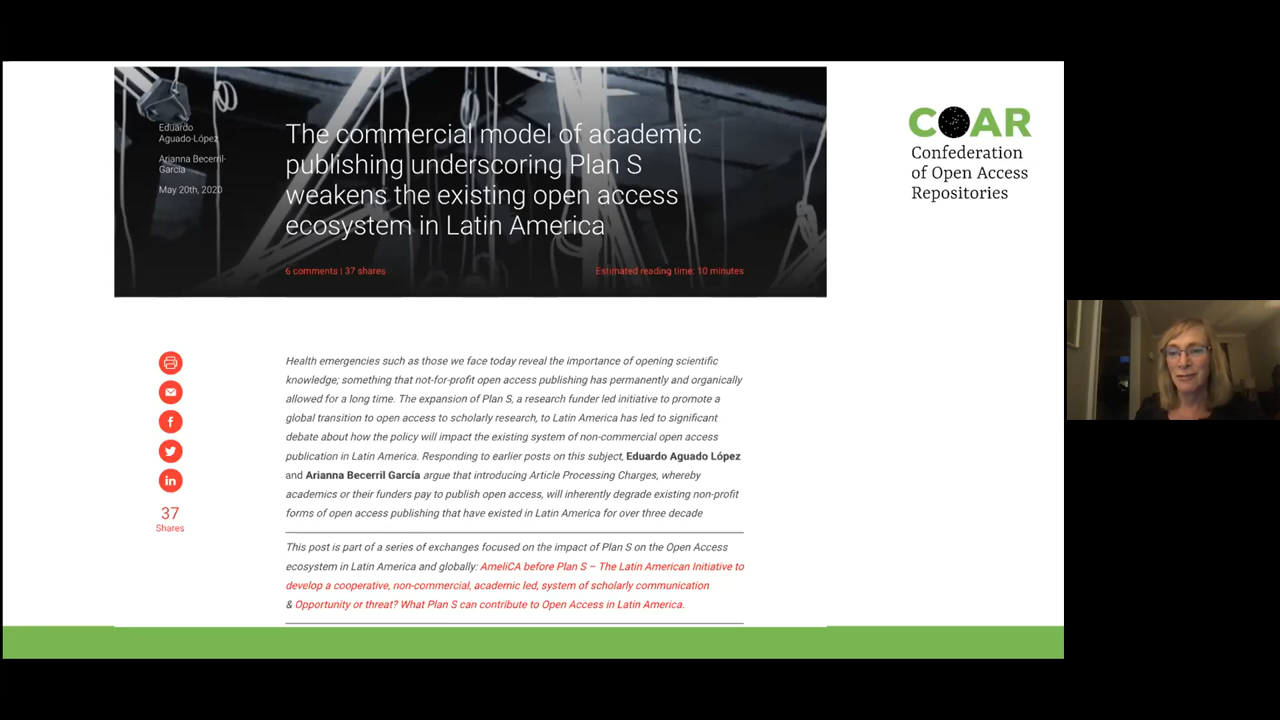 Eduardo
Aguado-López
Arianna Becerril-
García
May 20th, 2020
The commercial model of academic
publishing underscoring Plan S
weakens the existing open access
ecosystem in Latin America
6 comments | 37 shares
Estimated reading time: 10 minutes
COAR
Confederation
of Open Access
Repositories
37
Shares
Health emergencies such as those we face today reveal the importance of opening scientific
knowledge; something that not-for-profit open access publishing has permanently and organically
allowed for a long time. The expansion of Plan S, a research funder led initiative to promote a
global transition to open access to scholarly research, to Latin America has led to significant
debate about how the policy will impact the existing system of non-commercial open access
publication in Latin America. Responding to earlier posts on this subject, Eduardo Aguado López
and Arianna Becerril García argue that introducing Article Processing Charges, whereby
academics or their funders pay to publish open access, will inherently degrade existing non-profit
forms of open access publishing that have existed in Latin America for over three decade
This post is part of a series of exchanges focused on the impact of Plan S on the Open Access
ecosystem in Latin America and globally: AmeliCA before Plan S – The Latin American Initiative to
develop a cooperative, non-commercial, academic led, system of scholarly communication
& Opportunity or threat? What Plan S can contribute to Open Access in Latin America.